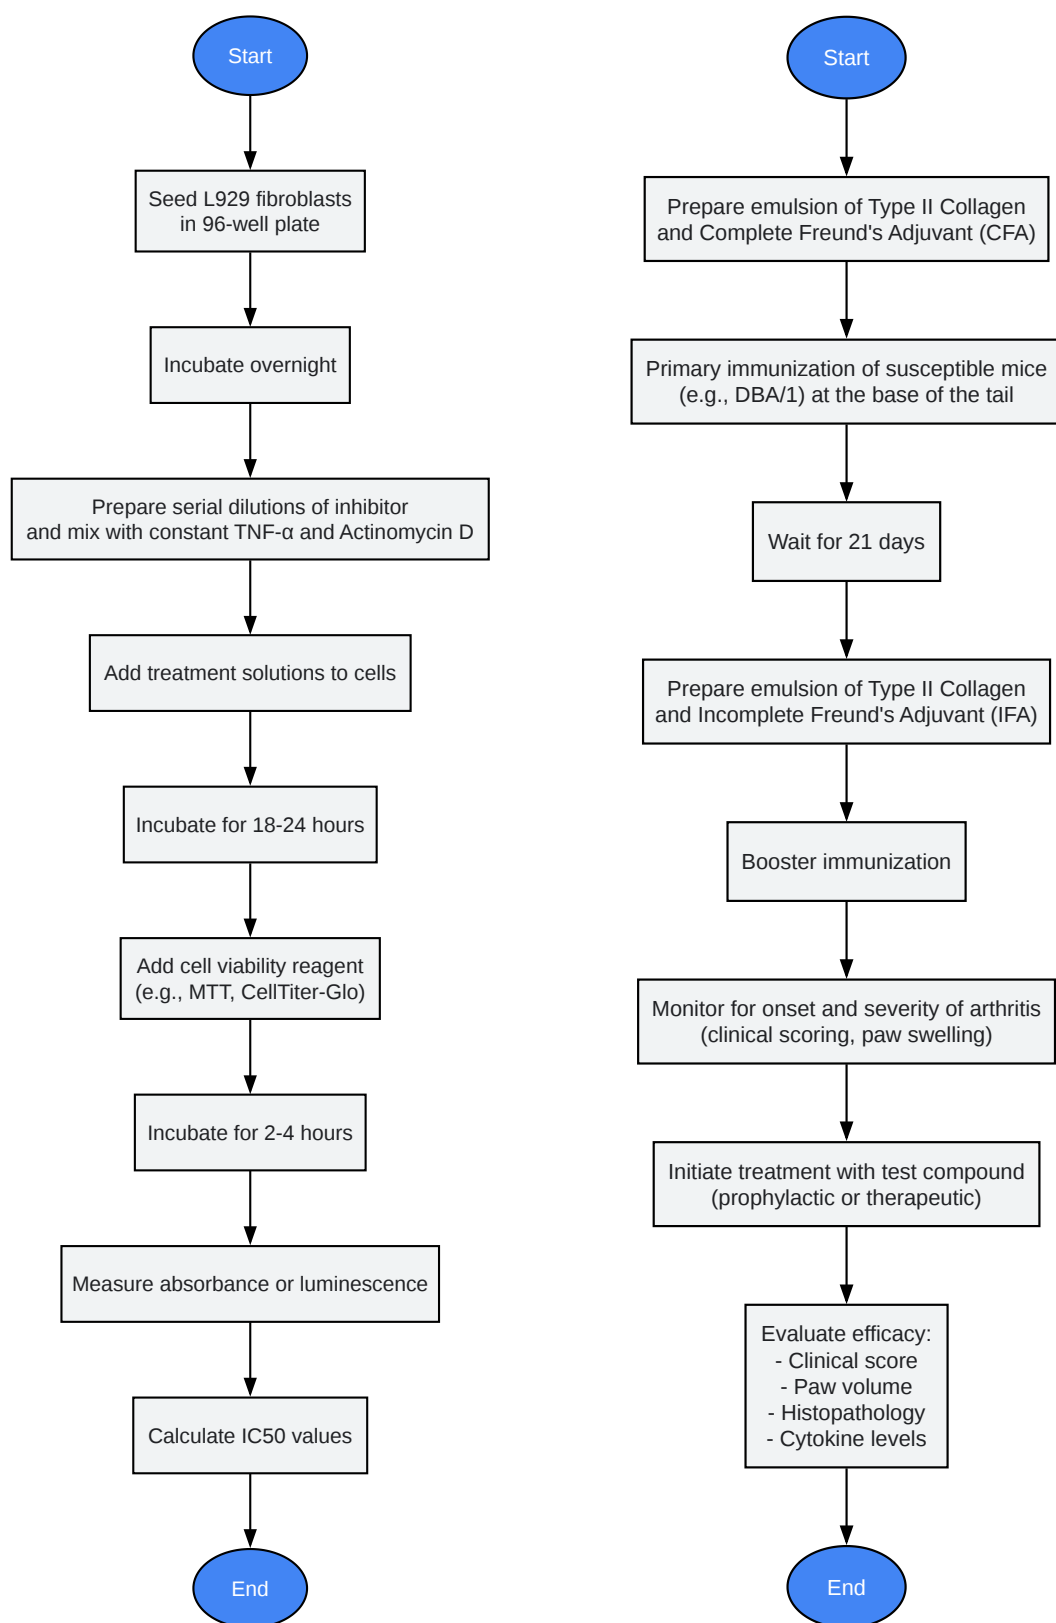 Start
Seed L929 fibroblasts
in 96-well plate
Incubate overnight
Prepare serial dilutions of inhibitor
and mix with constant TNF-α and Actinomycin D
Add treatment solutions to cells
Incubate for 18-24 hours
Add cell viability reagent
(e.g., MTT, CellTiter-Glo)
Incubate for 2-4 hours
Measure absorbance or luminescence
Calculate IC50 values
End
Start
Prepare emulsion of Type II Collagen
and Complete Freund's Adjuvant (CFA)
Primary immunization of susceptible mice
(e.g., DBA/1) at the base of the tail
Wait for 21 days
Prepare emulsion of Type II Collagen
and Incomplete Freund's Adjuvant (IFA)
Booster immunization
Monitor for onset and severity of arthritis
(clinical scoring, paw swelling)
Initiate treatment with test compound
(prophylactic or therapeutic)
Evaluate efficacy:
- Clinical score
- Paw volume
- Histopathology
- Cytokine levels
End